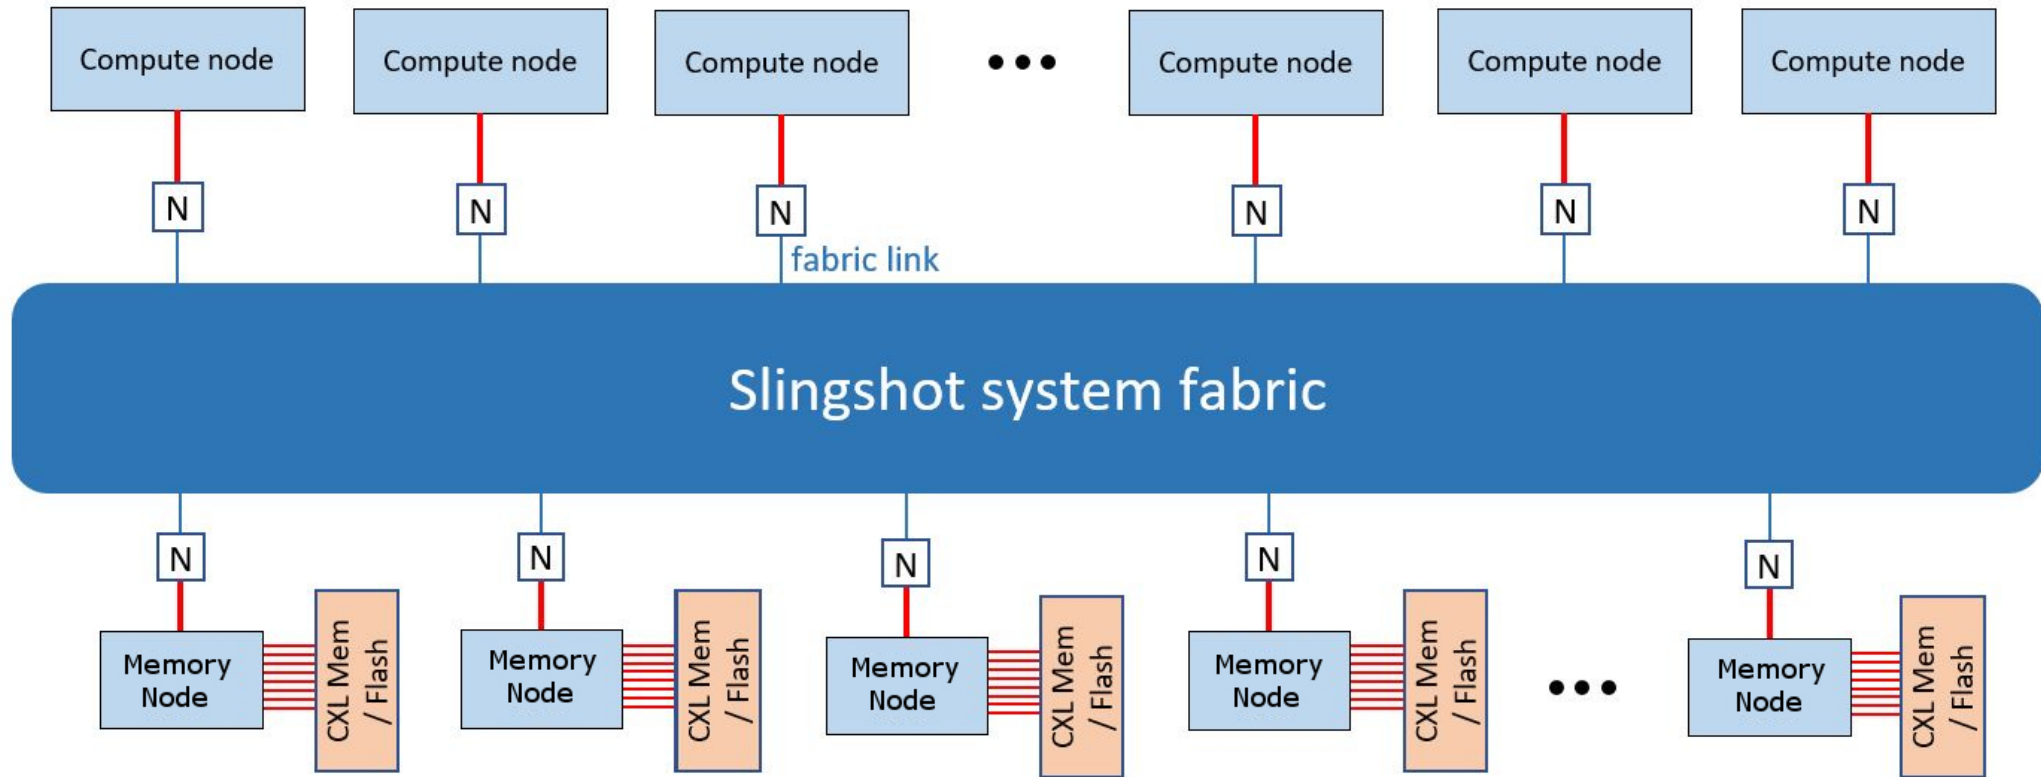 Compute node
Compute node
Compute node
Compute node
Compute node
Compute node
N
N
N
N
N
N
fabric link
Slingshot system fabric
N
N
N
N
N
Memory
Node
CXL Mem
/ Flash
Memory
Node
CXL Mem
/ Flash
Memory
Node
CXL Mem
/ Flash
Memory
Node
CXL Mem
/ Flash
Memory
Node
CXL Mem
/ Flash